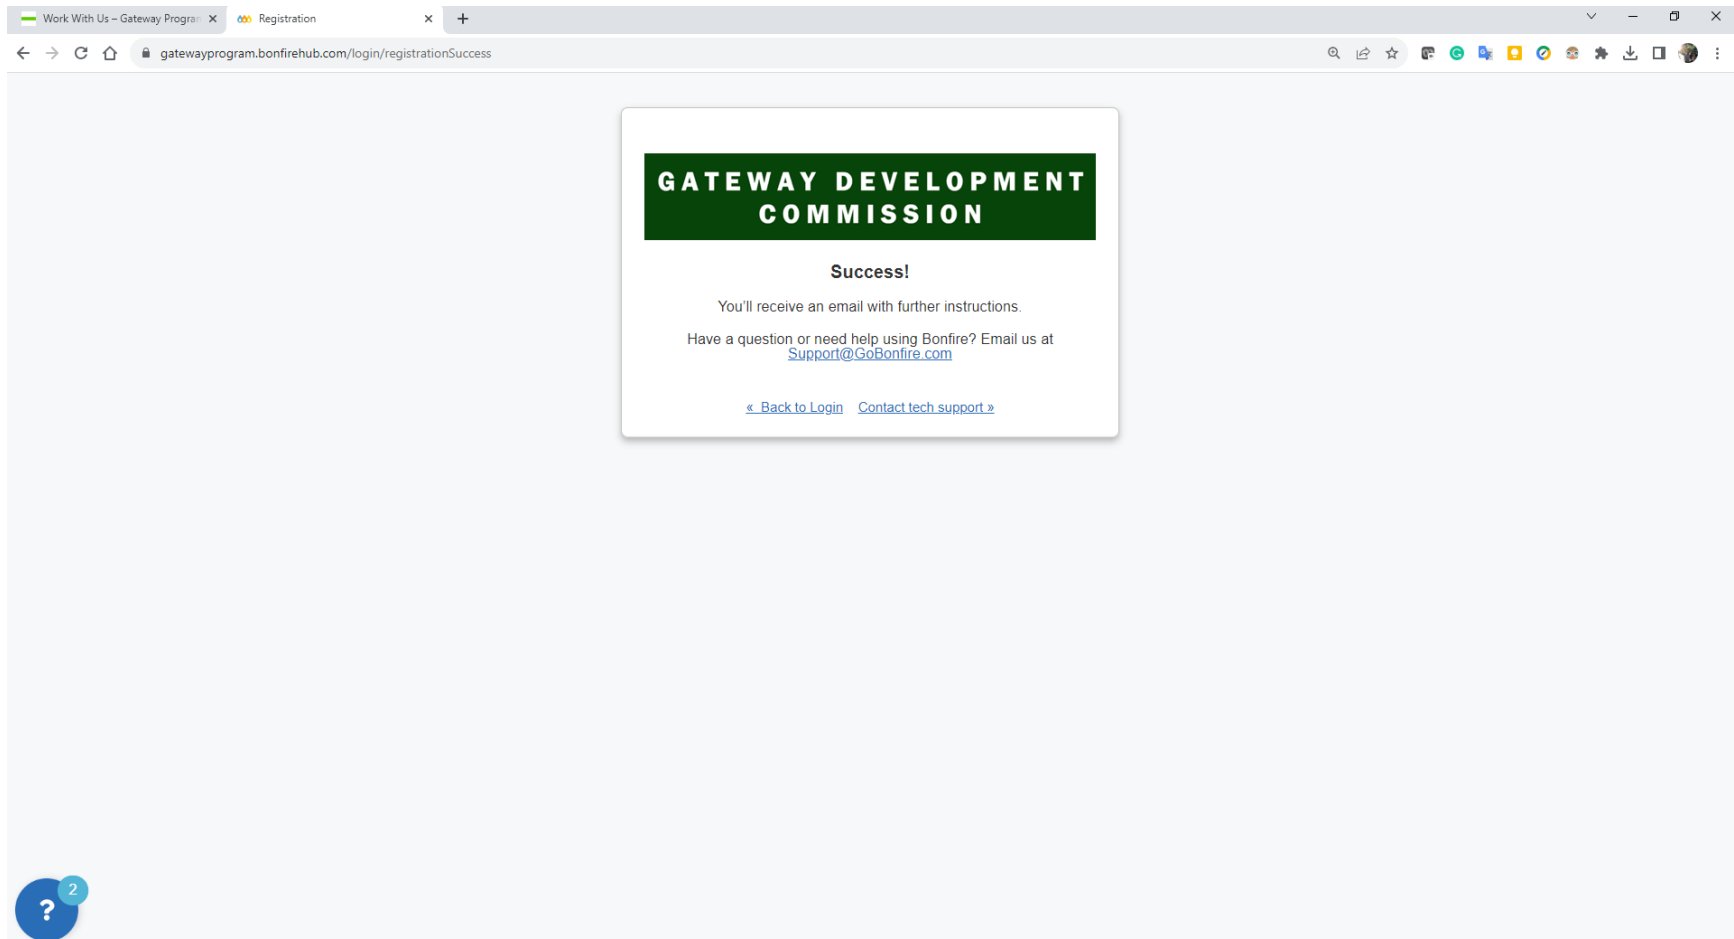 Work With Us – Gateway Program
Registration
gatewayprogram.bonfirehub.com/login/registrationSuccess
GATEWAY DEVELOPMENT
COMMISSION
Success!
You'll receive an email with further instructions.
Have a question or need help using Bonfire? Email us at
Support@GoBonfire.com
« Back to Login Contact tech support »
2
?